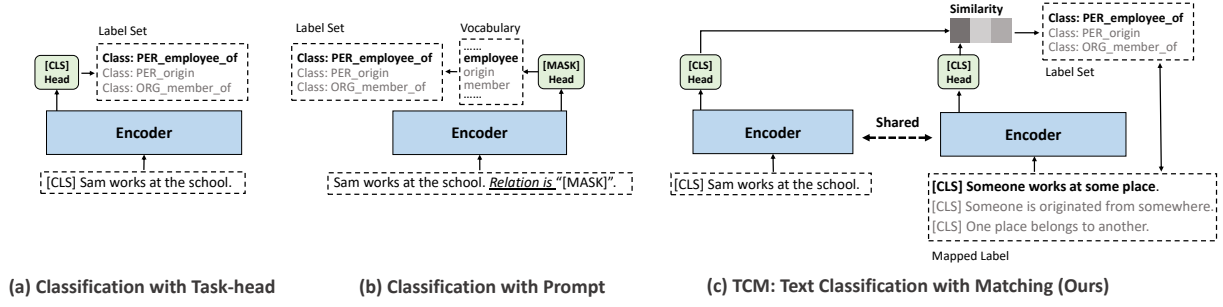 Label Set
Class: PER_employee_of
Class: PER_origin
Class: ORG_member_of
[CLS]
Head
Encoder
[CLS] Sam works at the school.
(a) Classification with Task-head
Label Set
Class: PER_employee_of
Class: PER_origin
Class: ORG_member_of
Vocabulary
……
employee
origin
member
……
[MASK]
Head
Encoder
Sam works at the school. Relation is “[MASK]”.
(b) Classification with Prompt
Similarity
Class: PER_employee_of
Class: PER_origin
Class: ORG_member_of
Label Set
[CLS]
Head
[CLS]
Head
Encoder
Shared
Encoder
[CLS] Sam works at the school.
[CLS] Someone works at some place.
[CLS] Someone is originated from somewhere.
[CLS] One place belongs to another.
Mapped Label
(c) TCM: Text Classification with Matching (Ours)